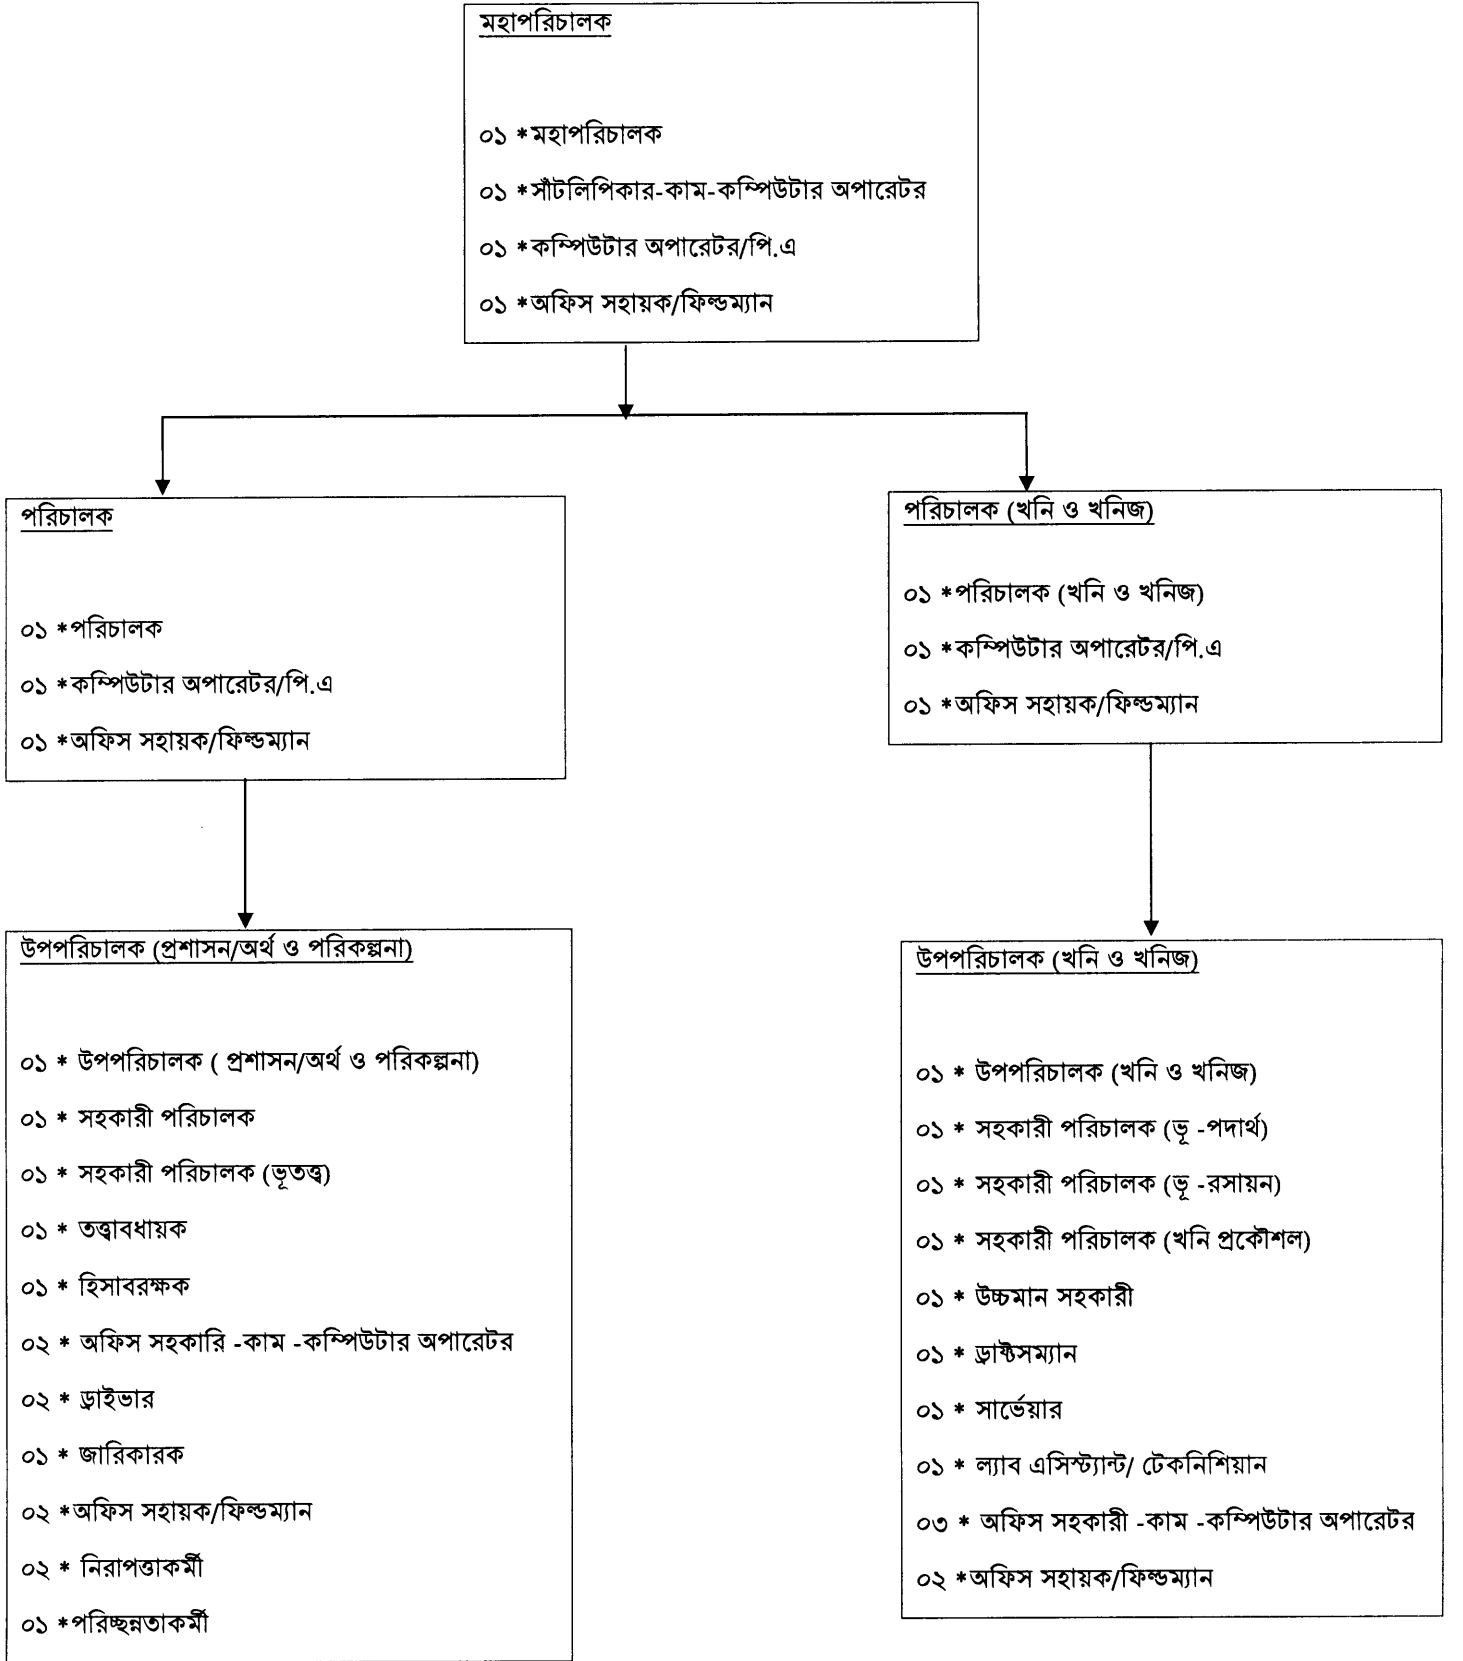 মহাপরিচালক
০১ *মহাপরিচালক
০১ *সাঁটলিপিকার-কাম-কম্পিউটার অপারেটর
০১ *কম্পিউটার অপারেটর/পি.এ
০১ *অফিস সহায়ক/ফিল্ডম্যান
পরিচালক
০১ *পরিচালক
০১ *কম্পিউটার অপারেটর/পি.এ
০১ *অফিস সহায়ক/ফিল্ডম্যান
পরিচালক (খনি ও খনিজ)
০১ *পরিচালক (খনি ও খনিজ)
০১ *কম্পিউটার অপারেটর/পি.এ
০১ *অফিস সহায়ক/ফিল্ডম্যান
উপপরিচালক (প্রশাসন/অর্থ ও পরিকল্পনা)
০১ * উপপরিচালক ( প্রশাসন/অর্থ ও পরিকল্পনা)
০১ * সহকারী পরিচালক
০১ * সহকারী পরিচালক (ভূতত্ত্ব)
০১ * তত্ত্বাবধায়ক
০১ * হিসাবরক্ষক
০২ * অফিস সহকারি -কাম -কম্পিউটার অপারেটর
০২ * ড্রাইভার
০১ * জারিকারক
০২ *অফিস সহায়ক/ফিল্ডম্যান
০২ * নিরাপত্তাকর্মী
০১ *পরিচ্ছন্নতাকর্মী
উপপরিচালক (খনি ও খনিজ)
০১ * উপপরিচালক (খনি ও খনিজ)
০১ * সহকারী পরিচালক (ভূ -পদার্থ)
০১ * সহকারী পরিচালক (ভূ -রসায়ন)
০১ * সহকারী পরিচালক (খনি প্রকৌশল)
০১ * উচ্চমান সহকারী
০১ * ড্রাফ্টসম্যান
০১ * সার্ভেয়ার
০১ * ল্যাব এসিস্ট্যান্ট/ টেকনিশিয়ান
০৩ * অফিস সহকারী -কাম -কম্পিউটার অপারেটর
০২ *অফিস সহায়ক/ফিল্ডম্যান